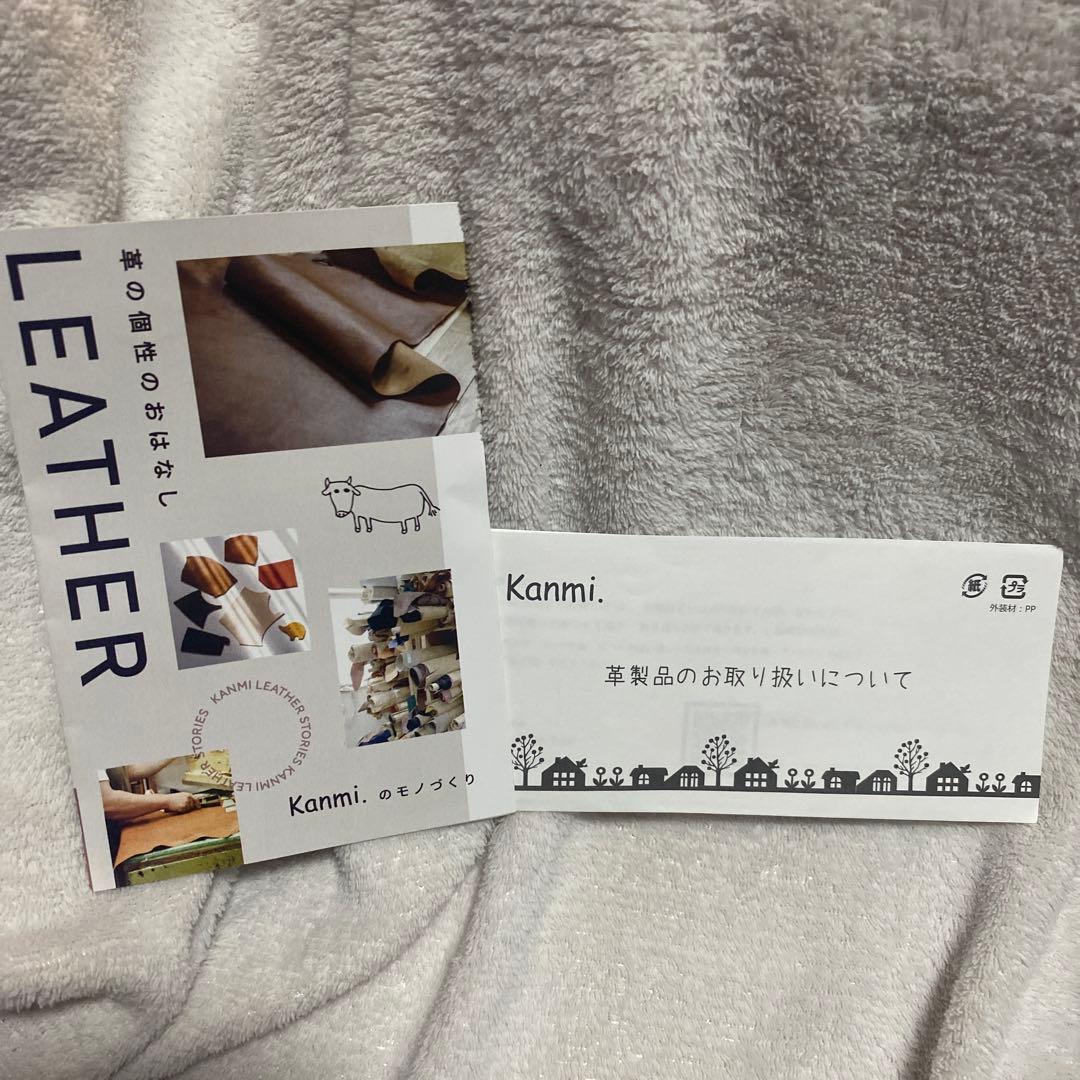 LEATHER
革の個性のおはなし
KANMI LEATHER STORIES KANMI LEATHER STORIES
Kanmi. のモノづくり
Kanmi.
紙
プラ
外装材：PP
革製品のお取り扱いについて